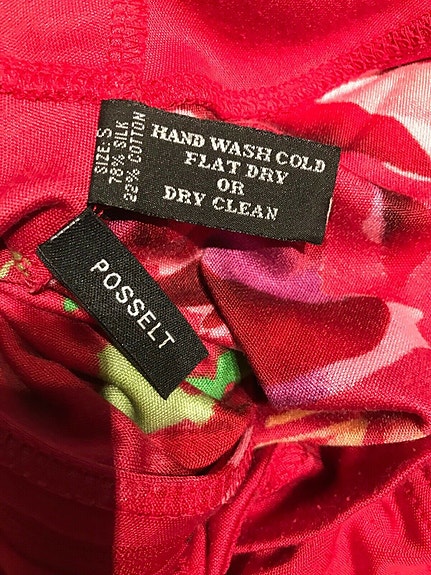 SIZE: S
78% SILK
22% COTTON
HAND WASH COLD
FLAT DRY
OR
DRY CLEAN
POSSELT